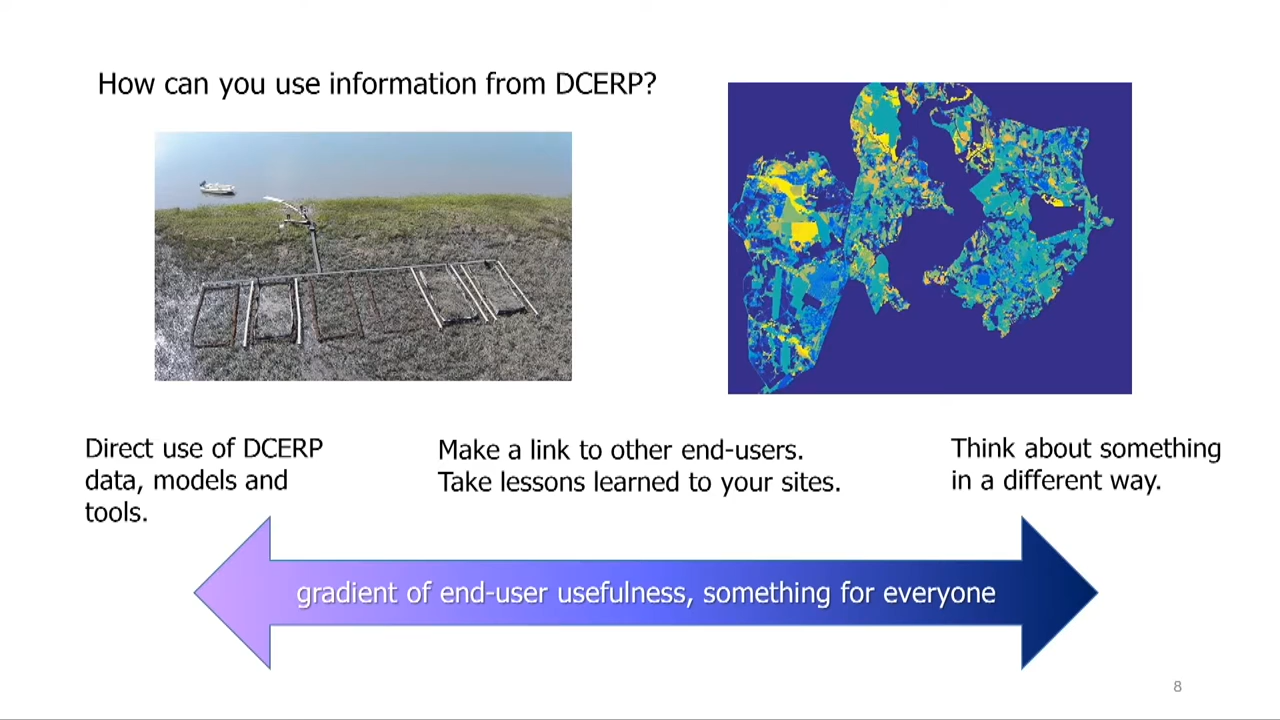 How can you use information from DCERP?
Direct use of DCERP
data, models and
tools.
Make a link to other end-users.
Take lessons learned to your sites.
Think about something
in a different way.
gradient of end-user usefulness, something for everyone
8